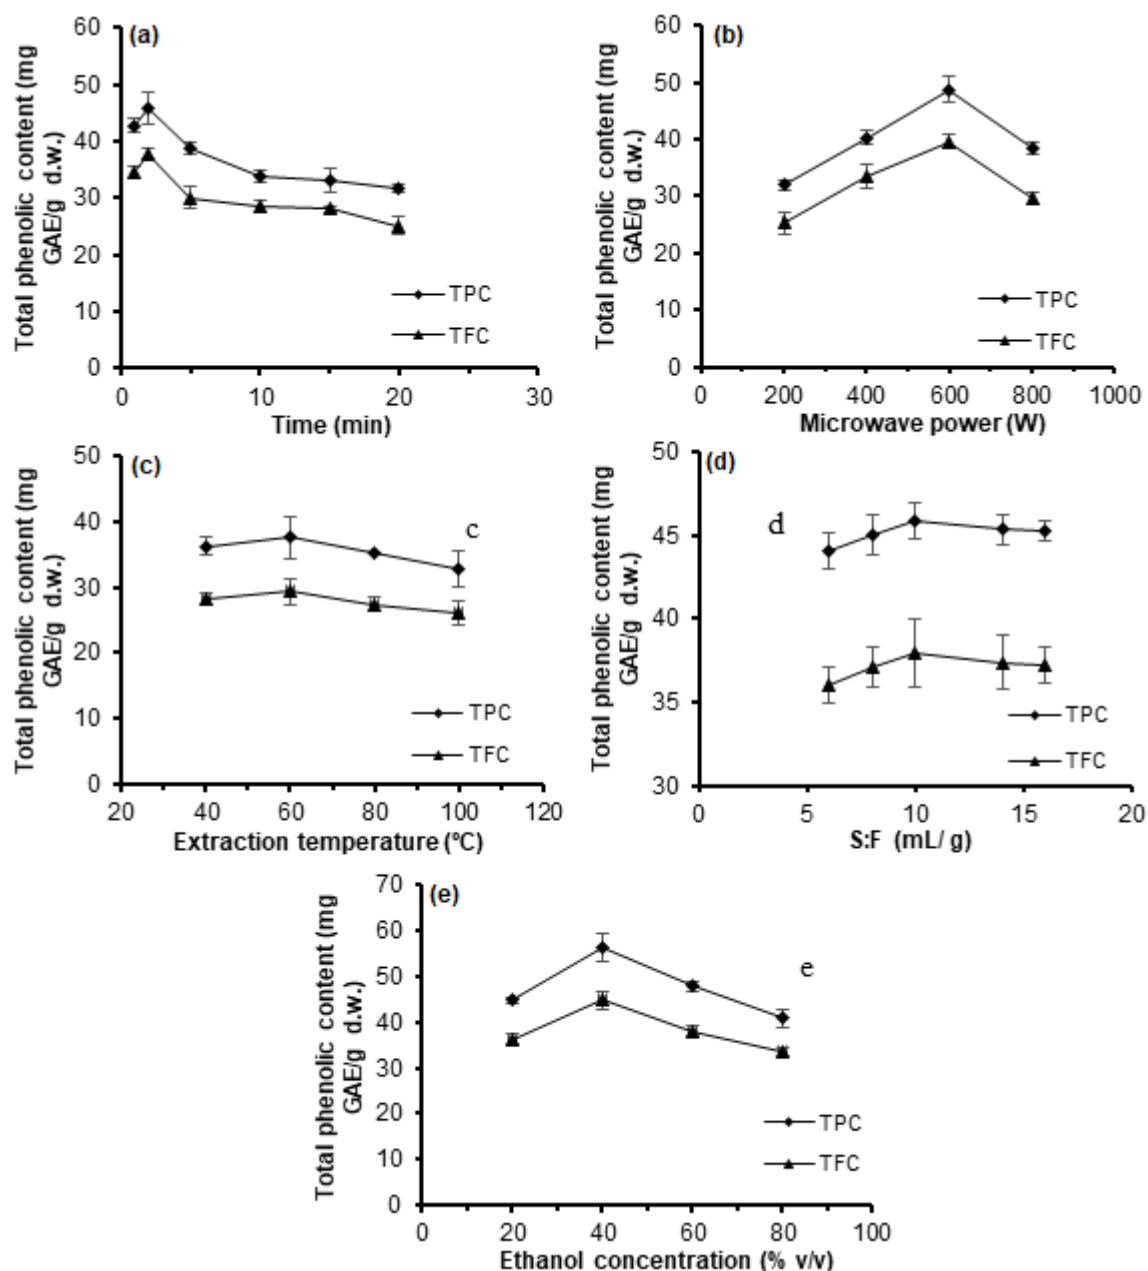 (a)
Total phenolic content (mg
GAE/g d.w.)
60
50
40
30
20
10
0
TPC
TFC
0 10 20 30
Time (min)
(b)
Total phenolic content (mg
GAE/g d.w.)
60
50
40
30
20
10
0
TPC
TFC
0 200 400 600 800 1000
Microwave power (W)
(c)
Total phenolic content (mg
GAE/g d.w.)
50
40
30
20
10
0
c
TPC
TFC
20 40 60 80 100 120
Extraction temperature (ºC)
(d)
Total phenolic content (mg
GAE/g d.w.)
50
45
40
35
30
d
TPC
TFC
0 5 10 15 20
S:F (mL/ g)
(e)
Total phenolic content (mg
GAE/g d.w.)
70
60
50
40
30
20
10
0
e
TPC
TFC
0 20 40 60 80 100
Ethanol concentration (% v/v)